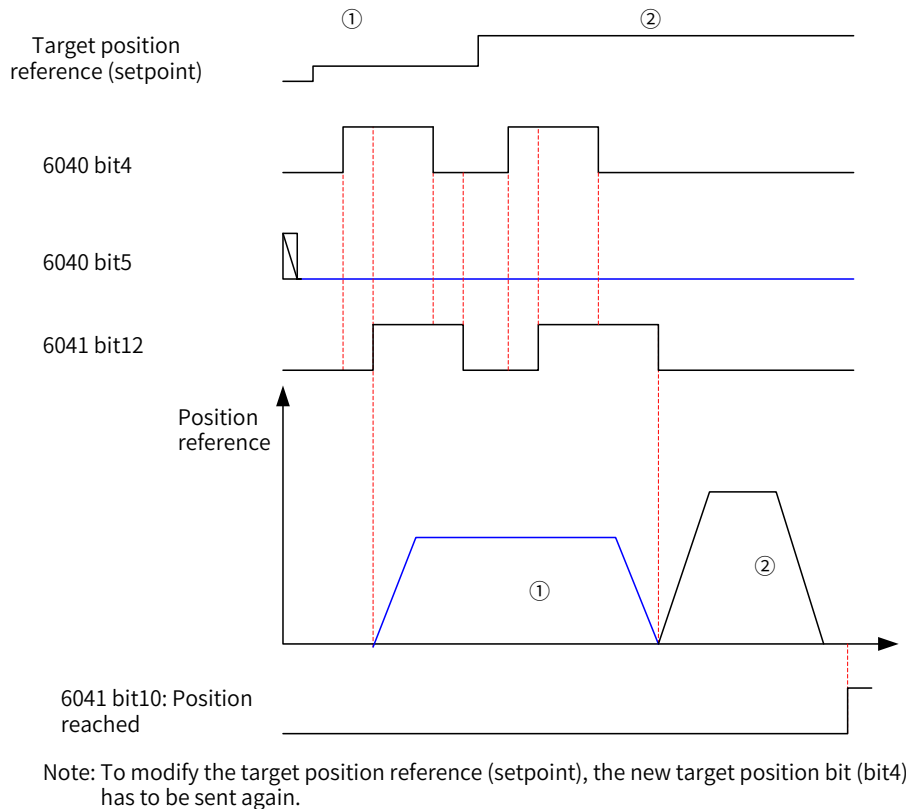 ①
②
Target position
reference (setpoint)
6040 bit4
6040 bit5
6041 bit12
Position
reference
①
②
6041 bit10: Position
reached
Note: To modify the target position reference (setpoint), the new target position bit (bit4)
has to be sent again.